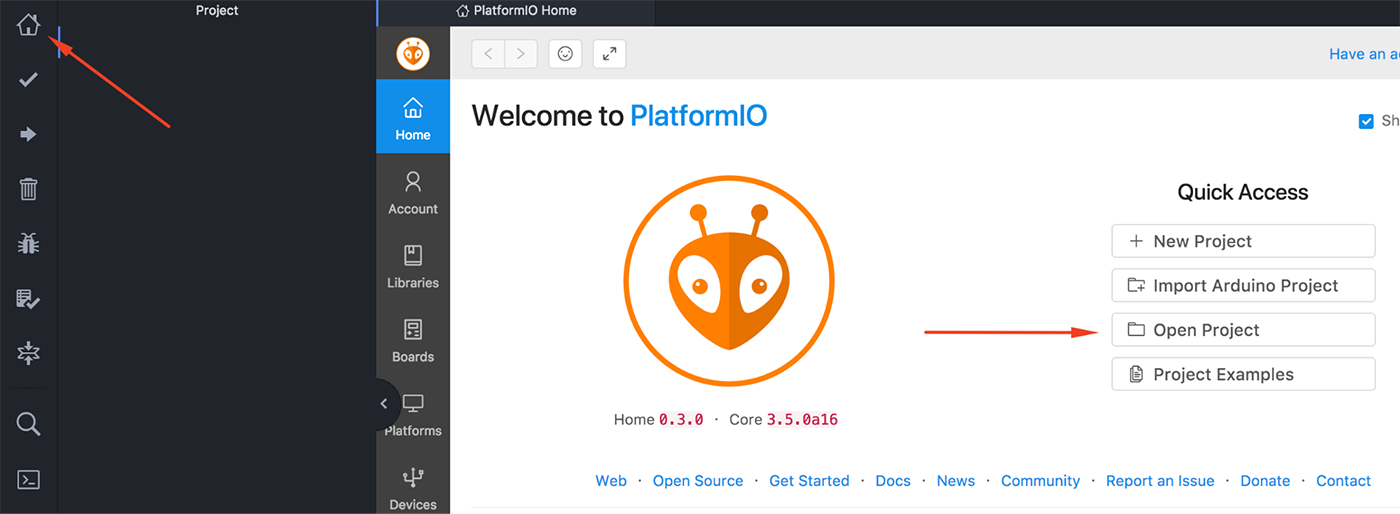 Project
PlatformIO Home
Have an a
Home
Account
Libraries
Boards
Platforms
Devices
Welcome to PlatformIO
Sh
Quick Access
New Project
Import Arduino Project
Open Project
Project Examples
Home 0.3.0 · Core 3.5.0a16
Web · Open Source · Get Started · Docs · News · Community · Report an Issue · Donate · Contact